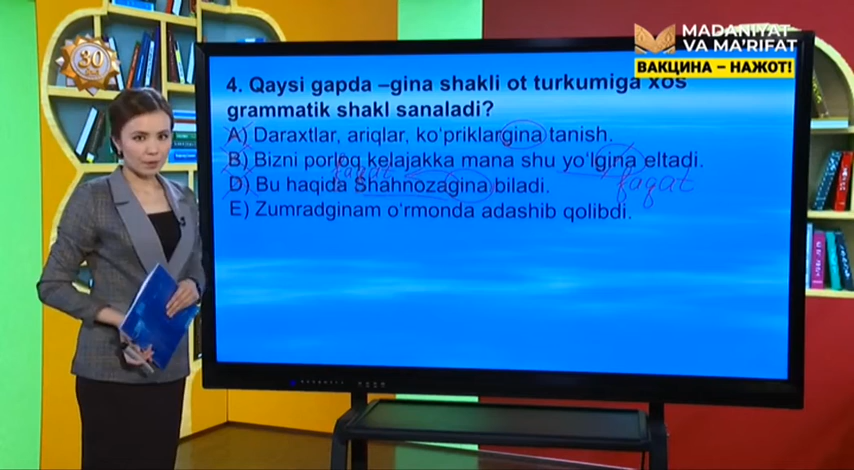 MADANIYAT
VA MA'RIFAT
ВАКЦИНА – НАЖОТ!
30
4. Qaysi gapda –gina shakli ot turkumiga xos
grammatik shakl sanaladi?
A) Daraxtlar, ariqlar, ko'priklargina tanish.
B) Bizni porloq kelajakka mana shu yo'lgina eltadi.
faqat
D) Bu haqida Shahnozagina biladi.
faqat
E) Zumradginam o'rmonda adashib qolibdi.